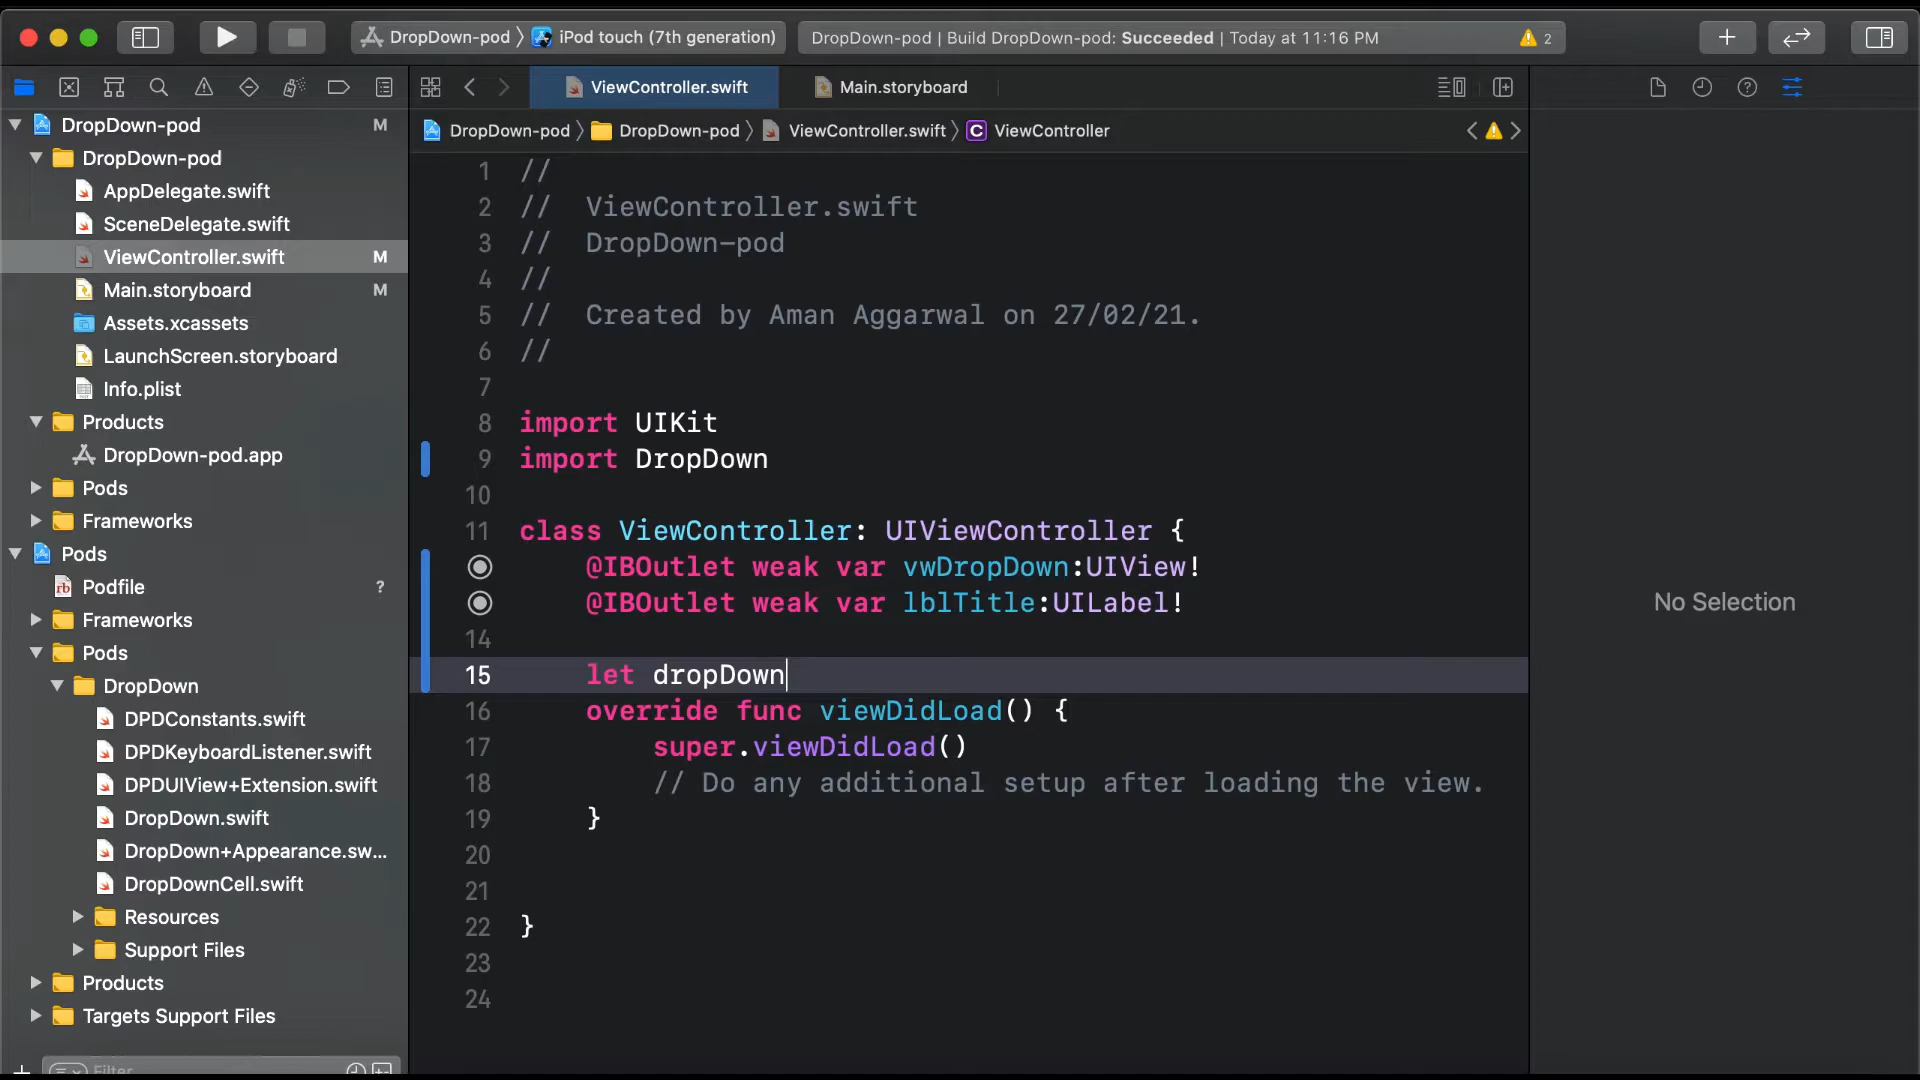 DropDown-pod 〉 iPod touch (7th generation)
DropDown-pod | Build DropDown-pod: Succeeded | Today at 11:16 PM
2
ViewController.swift
Main.storyboard
DropDown-pod 〉 DropDown-pod 〉 ViewController.swift 〉 C ViewController
DropDown-pod M
DropDown-pod
AppDelegate.swift
SceneDelegate.swift
ViewController.swift M
Main.storyboard M
Assets.xcassets
LaunchScreen.storyboard
Info.plist
Products
DropDown-pod.app
Pods
Frameworks
Pods
Podfile ?
Frameworks
Pods
DropDown
DPDConstants.swift
DPDKeyboardListener.swift
DPDUIView+Extension.swift
DropDown.swift
DropDown+Appearance.sw...
DropDownCell.swift
Resources
Support Files
Products
Targets Support Files
Filter
1 //
2 //  ViewController.swift
3 //  DropDown-pod
4 //
5 //  Created by Aman Aggarwal on 27/02/21.
6 //
7
8 import UIKit
9 import DropDown
10
11 class ViewController: UIViewController {
@IBOutlet weak var vwDropDown:UIView!
@IBOutlet weak var lblTitle:UILabel!
14
15 let dropDown
16 override func viewDidLoad() {
17 super.viewDidLoad()
18 // Do any additional setup after loading the view.
19 }
20
21
22 }
23
24
No Selection